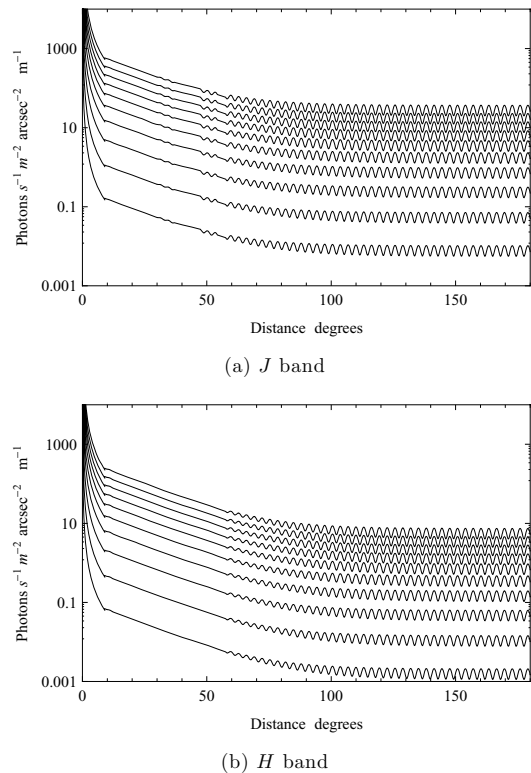 1000
10
0.1
0.001
Photons s⁻¹ m⁻² arcsec⁻² m⁻¹
0 50 100 150
Distance degrees
(a) J band
1000
10
0.1
0.001
Photons s⁻¹ m⁻² arcsec⁻² m⁻¹
0 50 100 150
Distance degrees
(b) H band